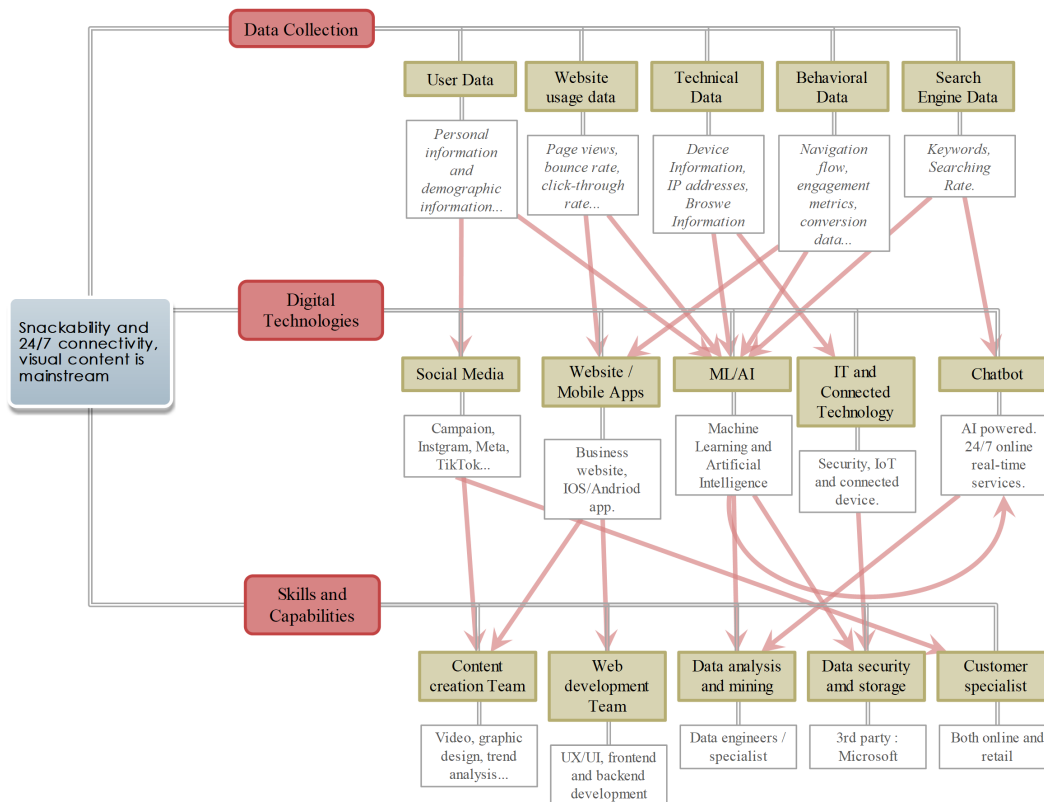 Data Collection
User Data
Website
usage data
Technical
Data
Behavioral
Data
Search
Engine Data
Personal
information
and
demographic
information...
Page views,
bounce rate,
click-through
rate...
Device
Information,
IP addresses,
Broswe
Information
Navigation
flow,
engagement
metrics,
conversion
data...
Keywords,
Searching
Rate.
Snackability and
24/7 connectivity,
visual content is
mainstream
Digital
Technologies
Social Media
Website /
Mobile Apps
ML/AI
IT and
Connected
Technology
Chatbot
Campaion,
Instgram, Meta,
TikTok...
Business
website,
IOS/Andriod
app.
Machine
Learning and
Artificial
Intelligence
Security, IoT
and connected
device.
AI powered.
24/7 online
real-time
services.
Skills and
Capabilities
Content
creation Team
Web
development
Team
Data analysis
and mining
Data security
amd storage
Customer
specialist
Video, graphic
design, trend
analysis...
UX/UI, frontend
and backend
development
Data engineers /
specialist
3rd party :
Microsoft
Both online and
retail